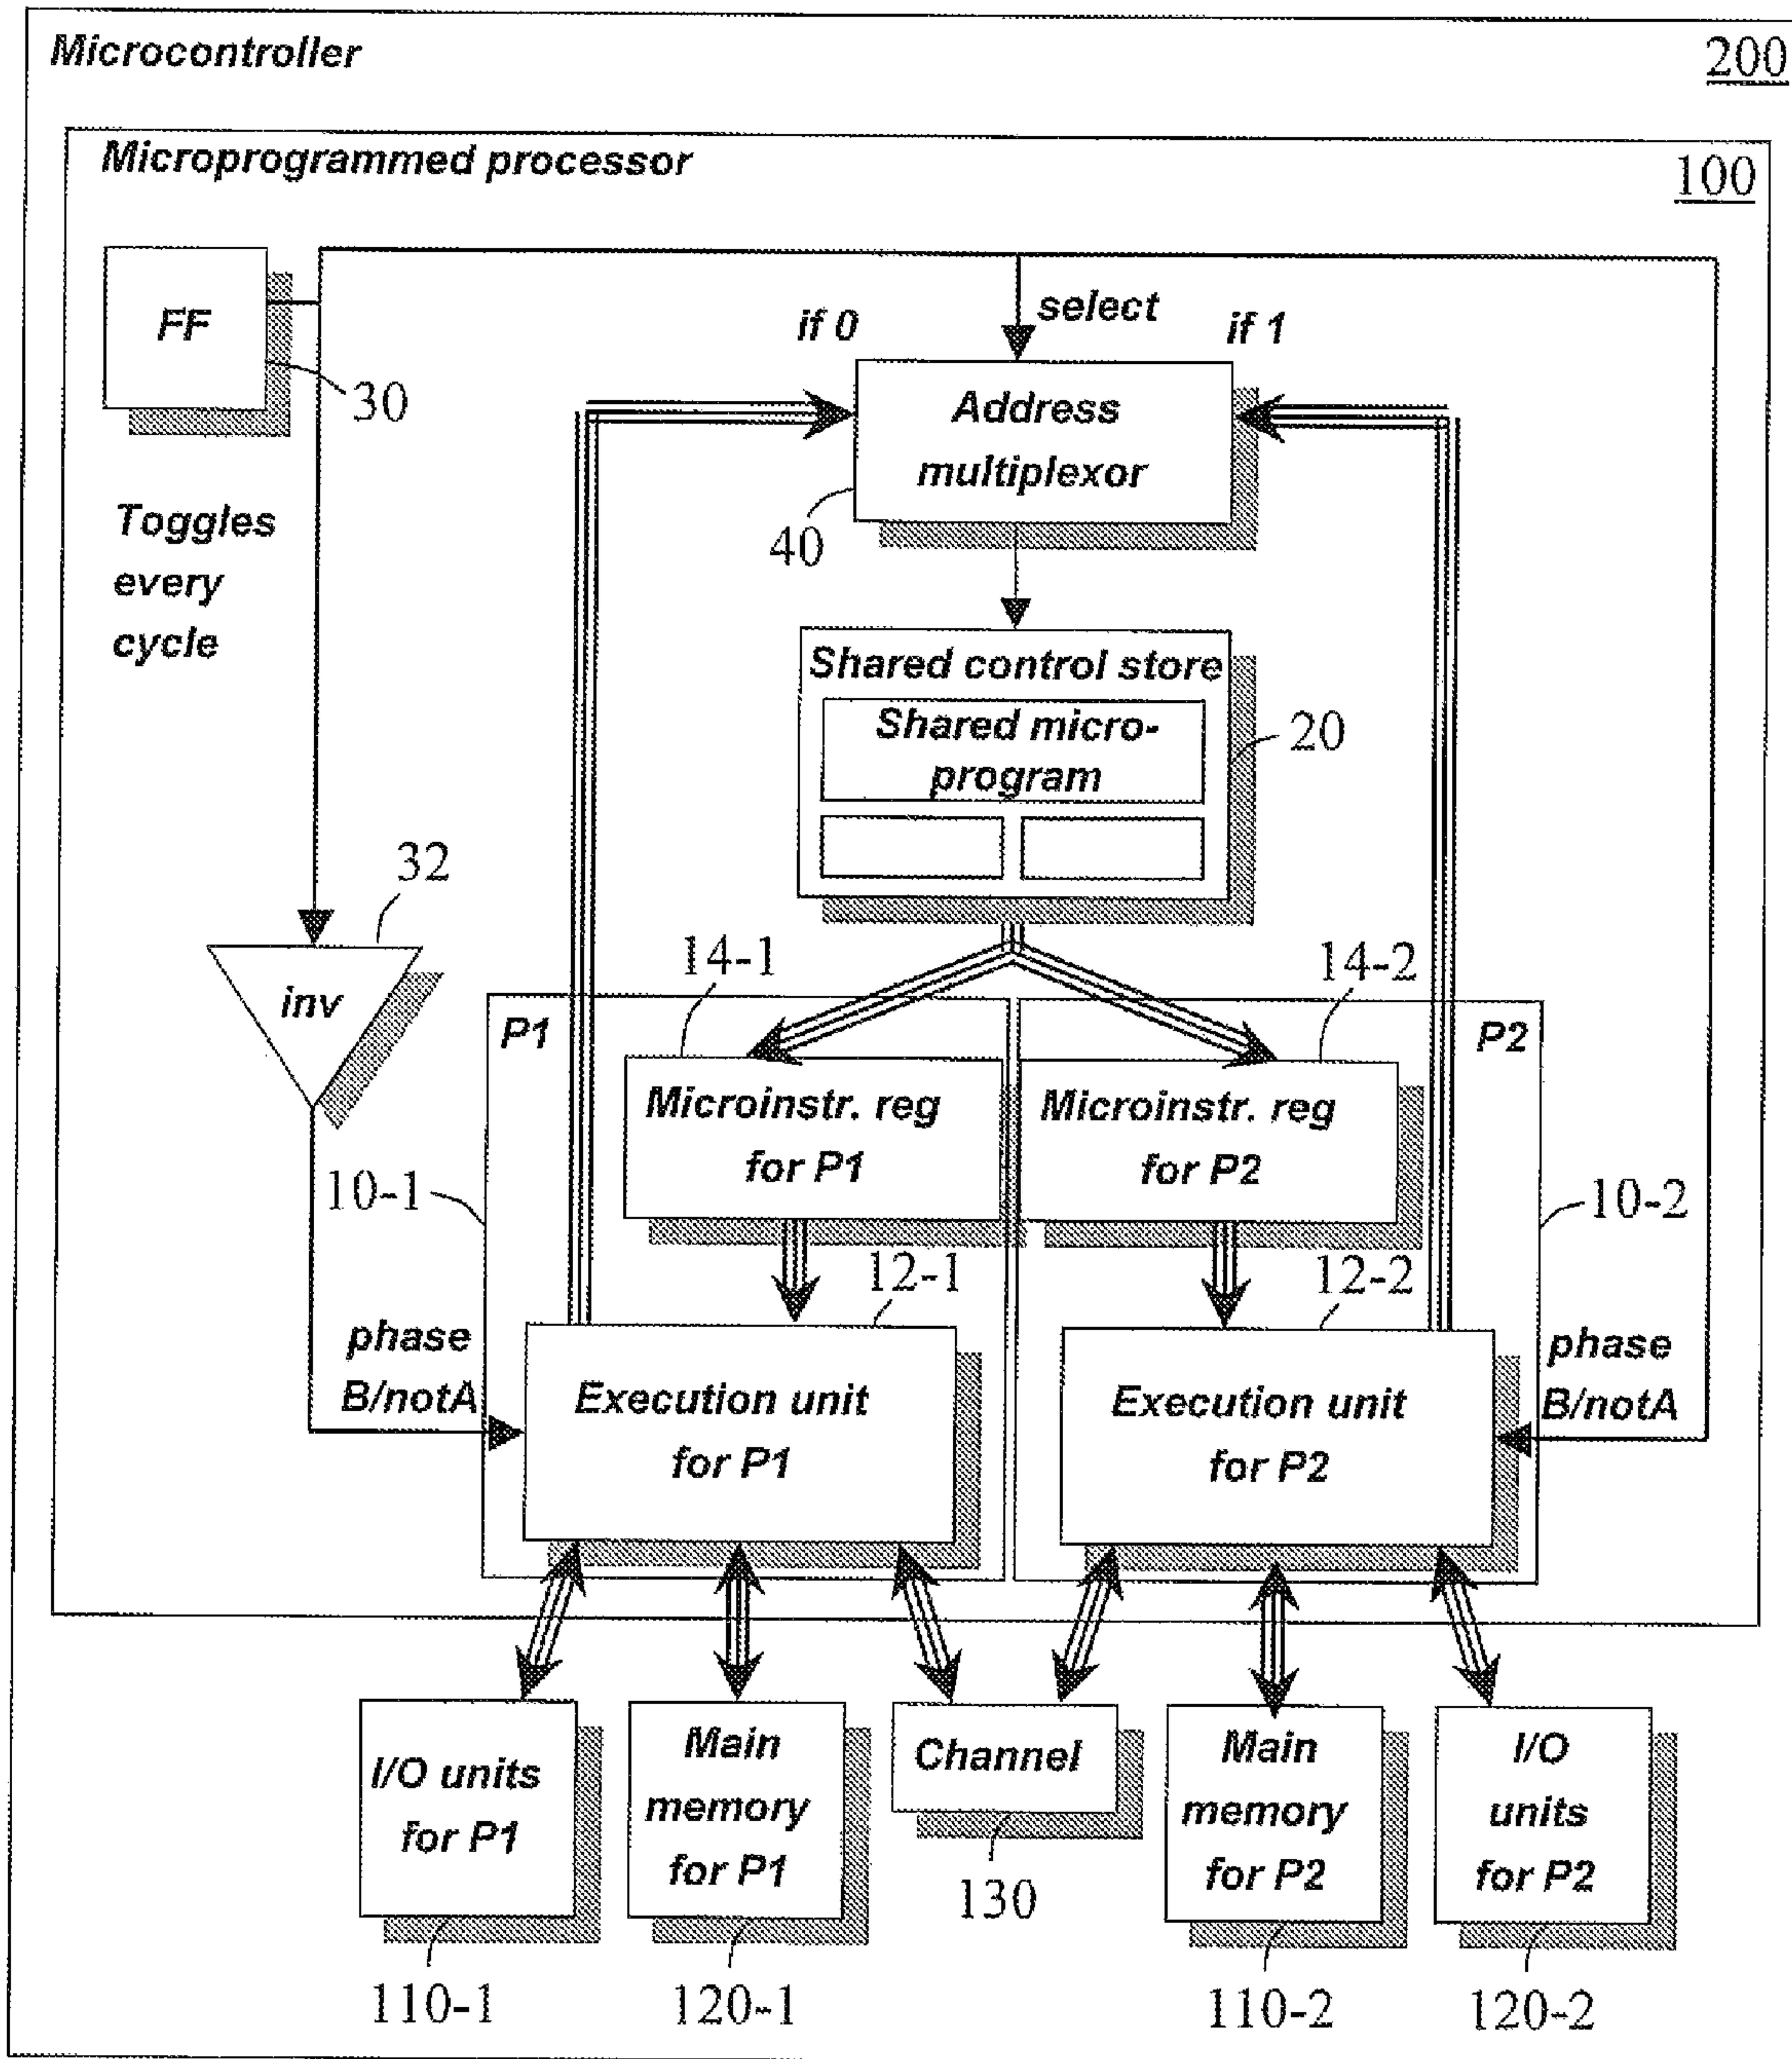 Microcontroller
200
Microprogrammed processor
100
FF
30
if 0
select
if 1
Address
multiplexor
40
Toggles
every
cycle
Shared control store
Shared micro-
program
20
32
inv
14-1
14-2
P1
P2
Microinstr. reg
for P1
Microinstr. reg
for P2
10-1
10-2
12-1
12-2
phase
B/notA
Execution unit
for P1
Execution unit
for P2
phase
B/notA
I/O units
for P1
Main
memory
for P1
Channel
130
Main
memory
for P2
I/O
units
for P2
110-1
120-1
110-2
120-2